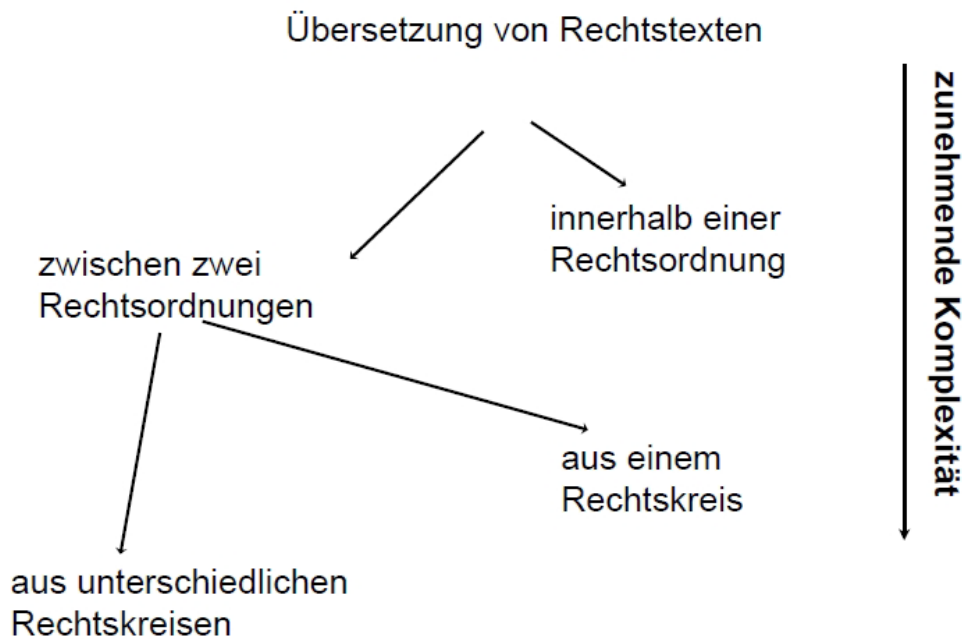 Übersetzung von Rechtstexten
zunehmende Komplexität
innerhalb einer
Rechtsordnung
zwischen zwei
Rechtsordnungen
aus einem
Rechtskreis
aus unterschiedlichen
Rechtskreisen